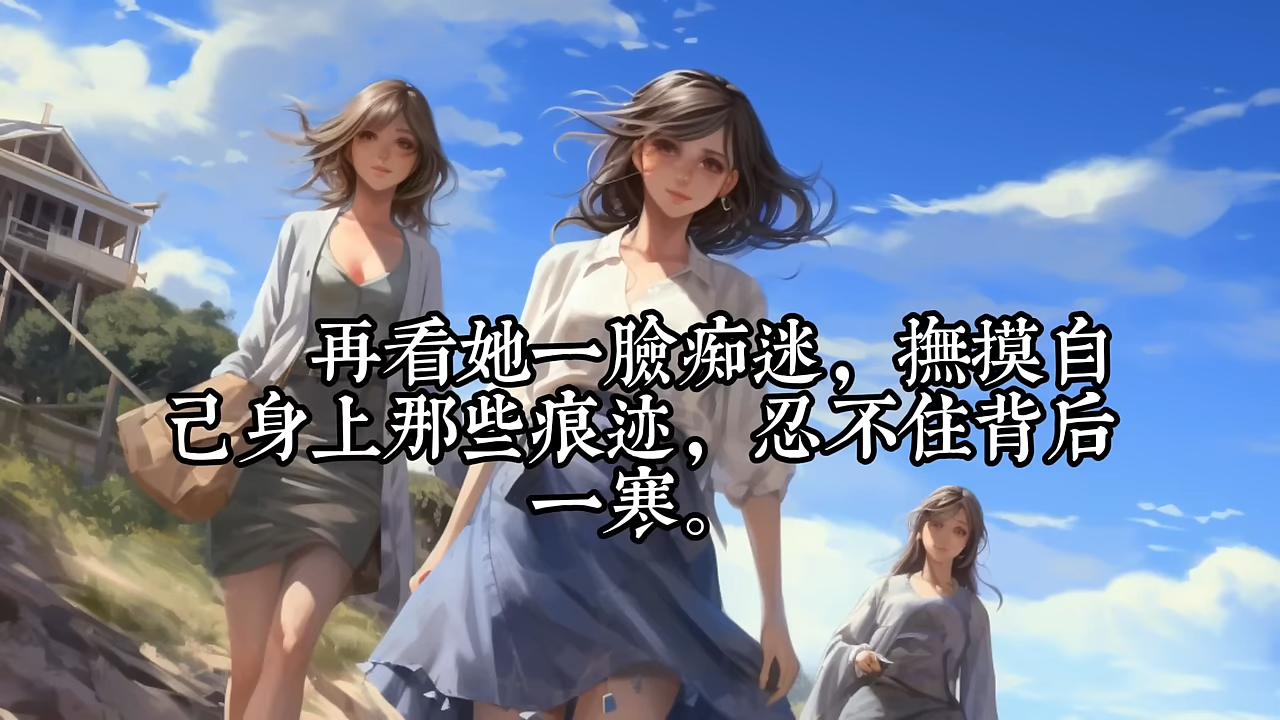 再看她一臉痴迷，撫摸自
己身上那些痕迹，忍不住背后
一寒。